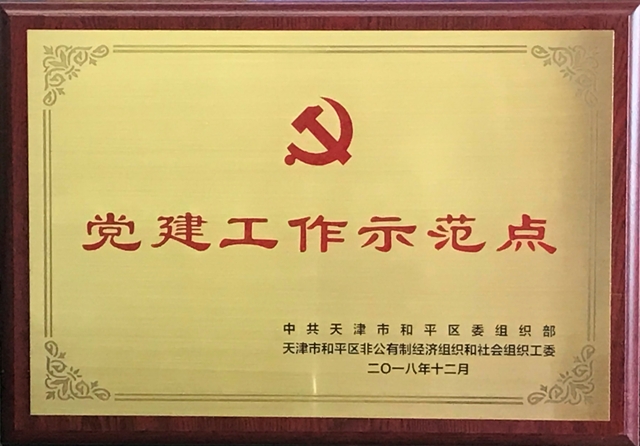 党建工作示范点
中共天津市和平区委组织部
天津市和平区非公有制经济组织和社会组织工委
二〇一八年十二月